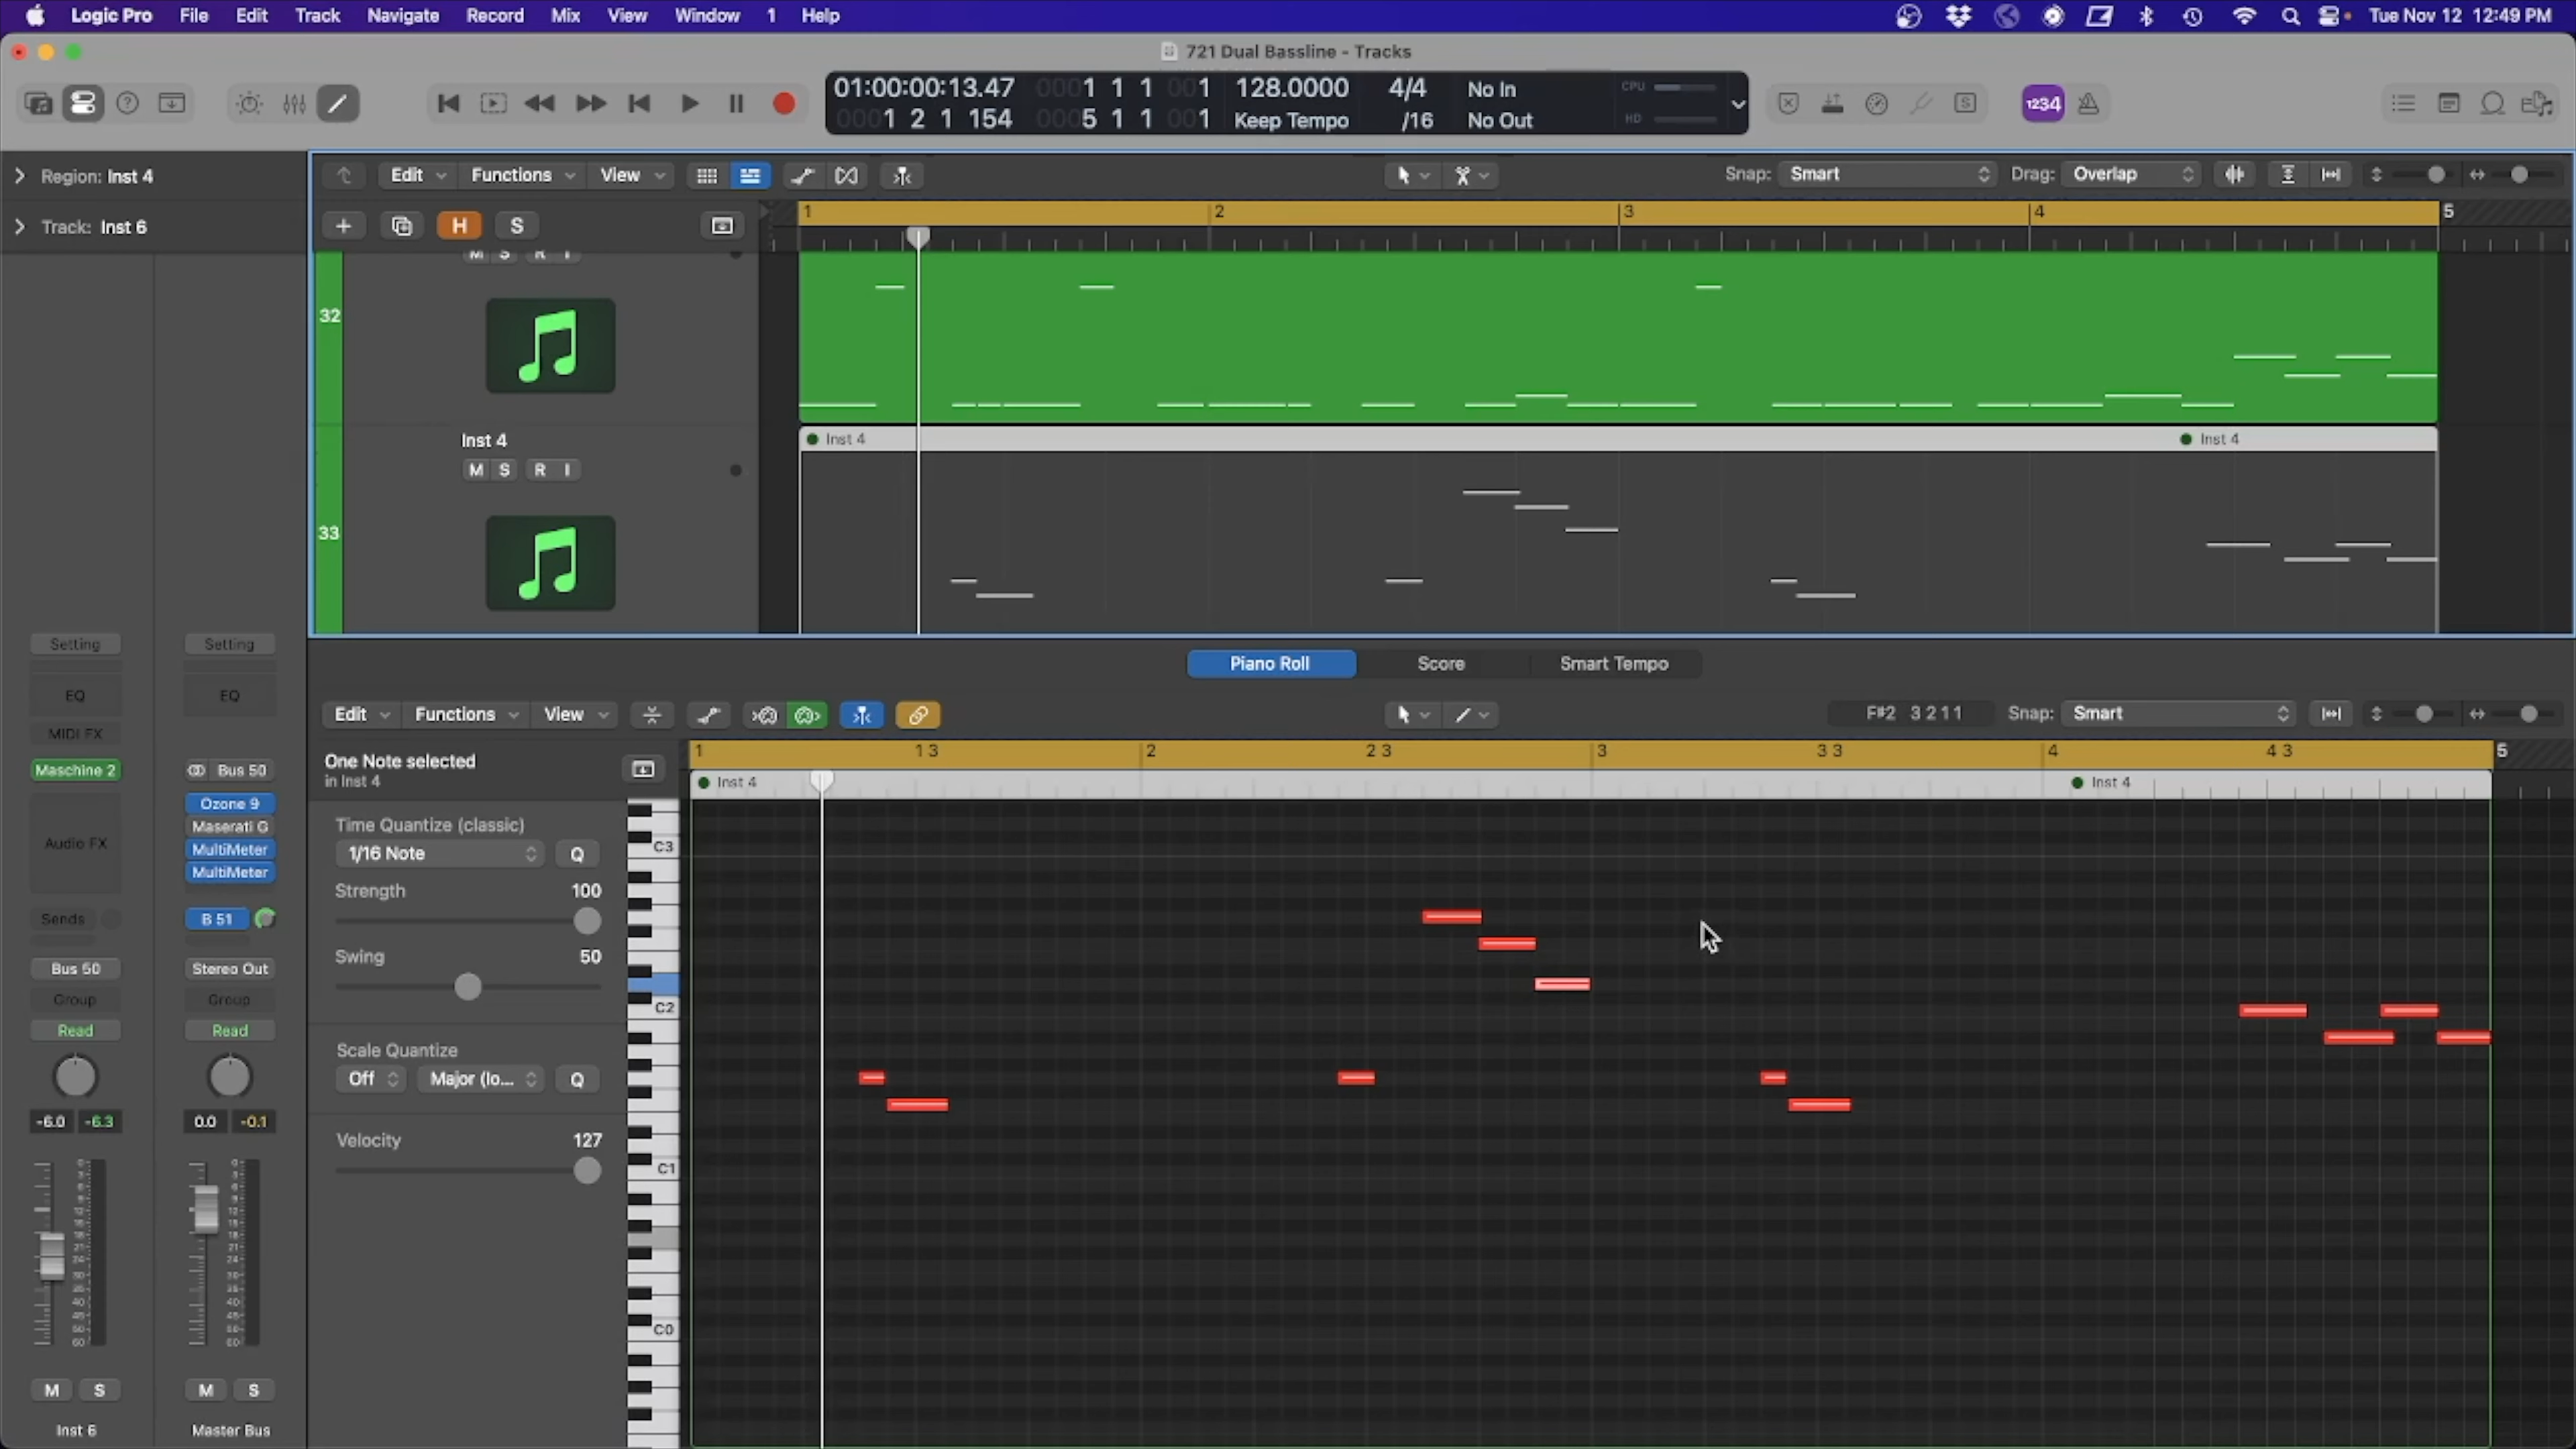 Logic Pro File Edit Track Navigate Record Mix View Window 1 Help Tue Nov 12 12:49 PM
721 Dual Bassline - Tracks
01:00:00:13.47 0001 1 1 001 128.0000 4/4 No In CPU
0001 2 1 154 0005 1 1 001 Keep Tempo /16 No Out HD
1234
Region: Inst 4
Track: Inst 6
Edit Functions View Snap: Smart Drag: Overlap
H S
1 2 3 4 5
M S R I
32
Inst 4
M S R I
33
Inst 4 Inst 4
Piano Roll Score Smart Tempo
Edit Functions View F#2 3 2 1 1 Snap: Smart
One Note selected
in Inst 4
1 1 3 2 2 3 3 3 3 4 4 3 5
Inst 4 Inst 4
Time Quantize (classic)
1/16 Note Q
Strength 100
Swing 50
Scale Quantize
Off Major (lo... Q
Velocity 127
C3
C2
C1
C0
Setting Setting
EQ EQ
MIDI FX
Maschine 2 Bus 50
Ozone 9
Maserati G
MultiMeter
MultiMeter
Audio FX
Sends B 51
Bus 50 Stereo Out
Group Group
Read Read
-6.0 -6.3 0.0 -0.1
M S M S
Inst 6 Master Bus